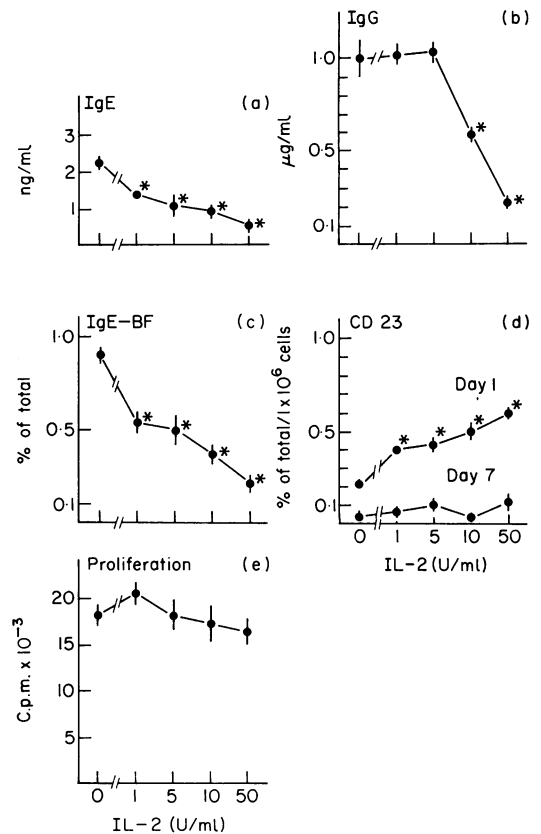 IgE (a)
ng/ml
3
2
1
IgG (b)
μg/ml
1·0
0·5
0·1
* *
* * * *
IgE-BF (c)
% of total
1·0
0·5
0·1
* * * *
CD 23 (d)
% of total/1x10⁶ cells
1·0
0·5
0·1
Day 1
* * * *
Day 7
0 1 5 10 50
IL-2 (U/ml)
Proliferation (e)
C.p.m. x 10⁻³
20
15
10
5
0 1 5 10 50
IL-2 (U/ml)